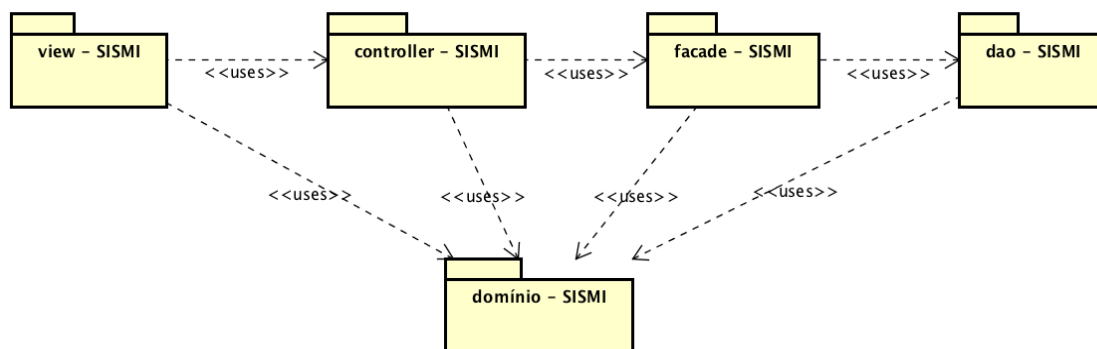 view – SISMI
controller – SISMI
facade – SISMI
dao – SISMI
<<uses>>
<<uses>>
<<uses>>
<<uses>>
<<uses>>
<<uses>>
<<uses>>
domínio – SISMI